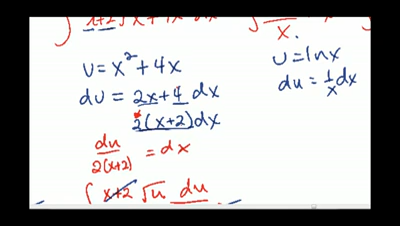 u = x² + 4x
du = 2x + 4 dx
2(x+2) dx
du/2(x+2) = dx
∫ x+2 √u du
x.
u = ln x
du = 1/x dx